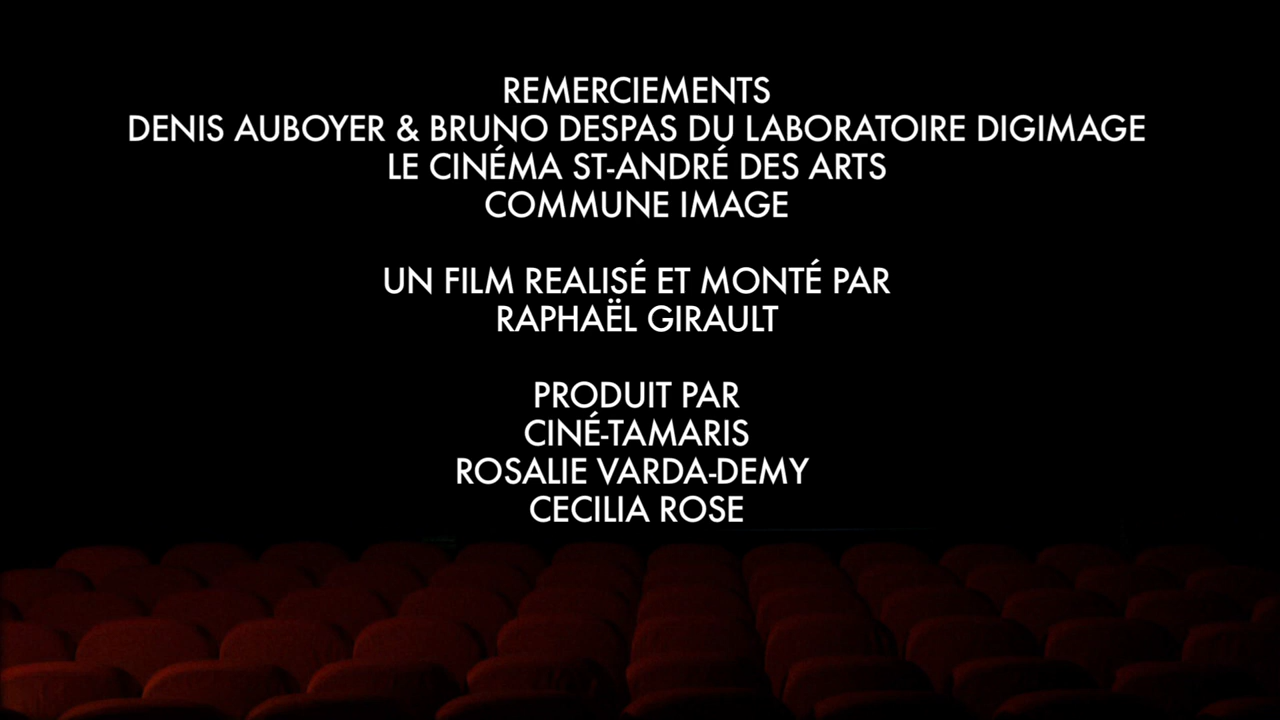 REMERCIEMENTS
DENIS AUBOYER & BRUNO DESPAS DU LABORATOIRE DIGIMAGE
LE CINÉMA ST-ANDRÉ DES ARTS
COMMUNE IMAGE
UN FILM REALISÉ ET MONTÉ PAR
RAPHAËL GIRAULT
PRODUIT PAR
CINÉ-TAMARIS
ROSALIE VARDA-DEMY
CECILIA ROSE